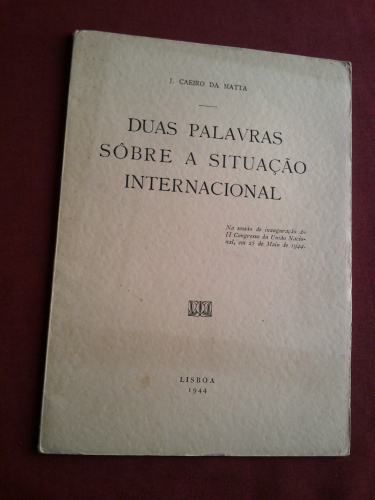 J. CAEIRO DA MATTA
DUAS PALAVRAS
SÔBRE A SITUAÇÃO
INTERNACIONAL
Na sessão de inauguração do
II Congresso da União Nacio-
nal, em 25 de Maio de 1944.
LISBOA
1944